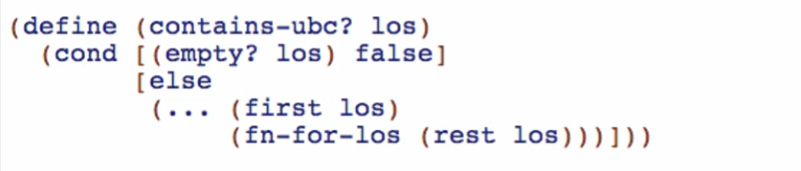 (define (contains-ubc? los)
(cond [(empty? los) false]
[else
(... (first los)
(fn-for-los (rest los)))]))